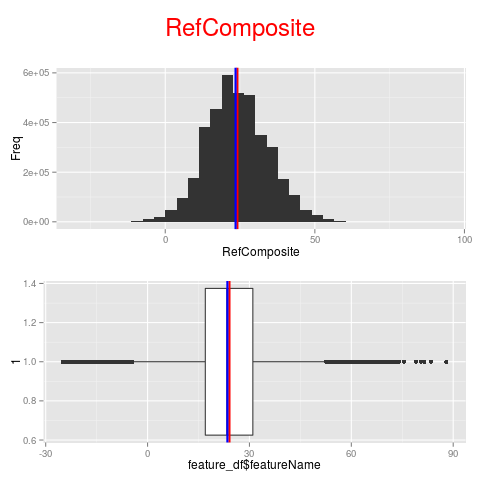 RefComposite
6e+05
4e+05
2e+05
0e+00
Freq
0 50 100
RefComposite
1.4
1.2
1.0
0.8
0.6
1
-30 0 30 60 90
feature_df$featureName